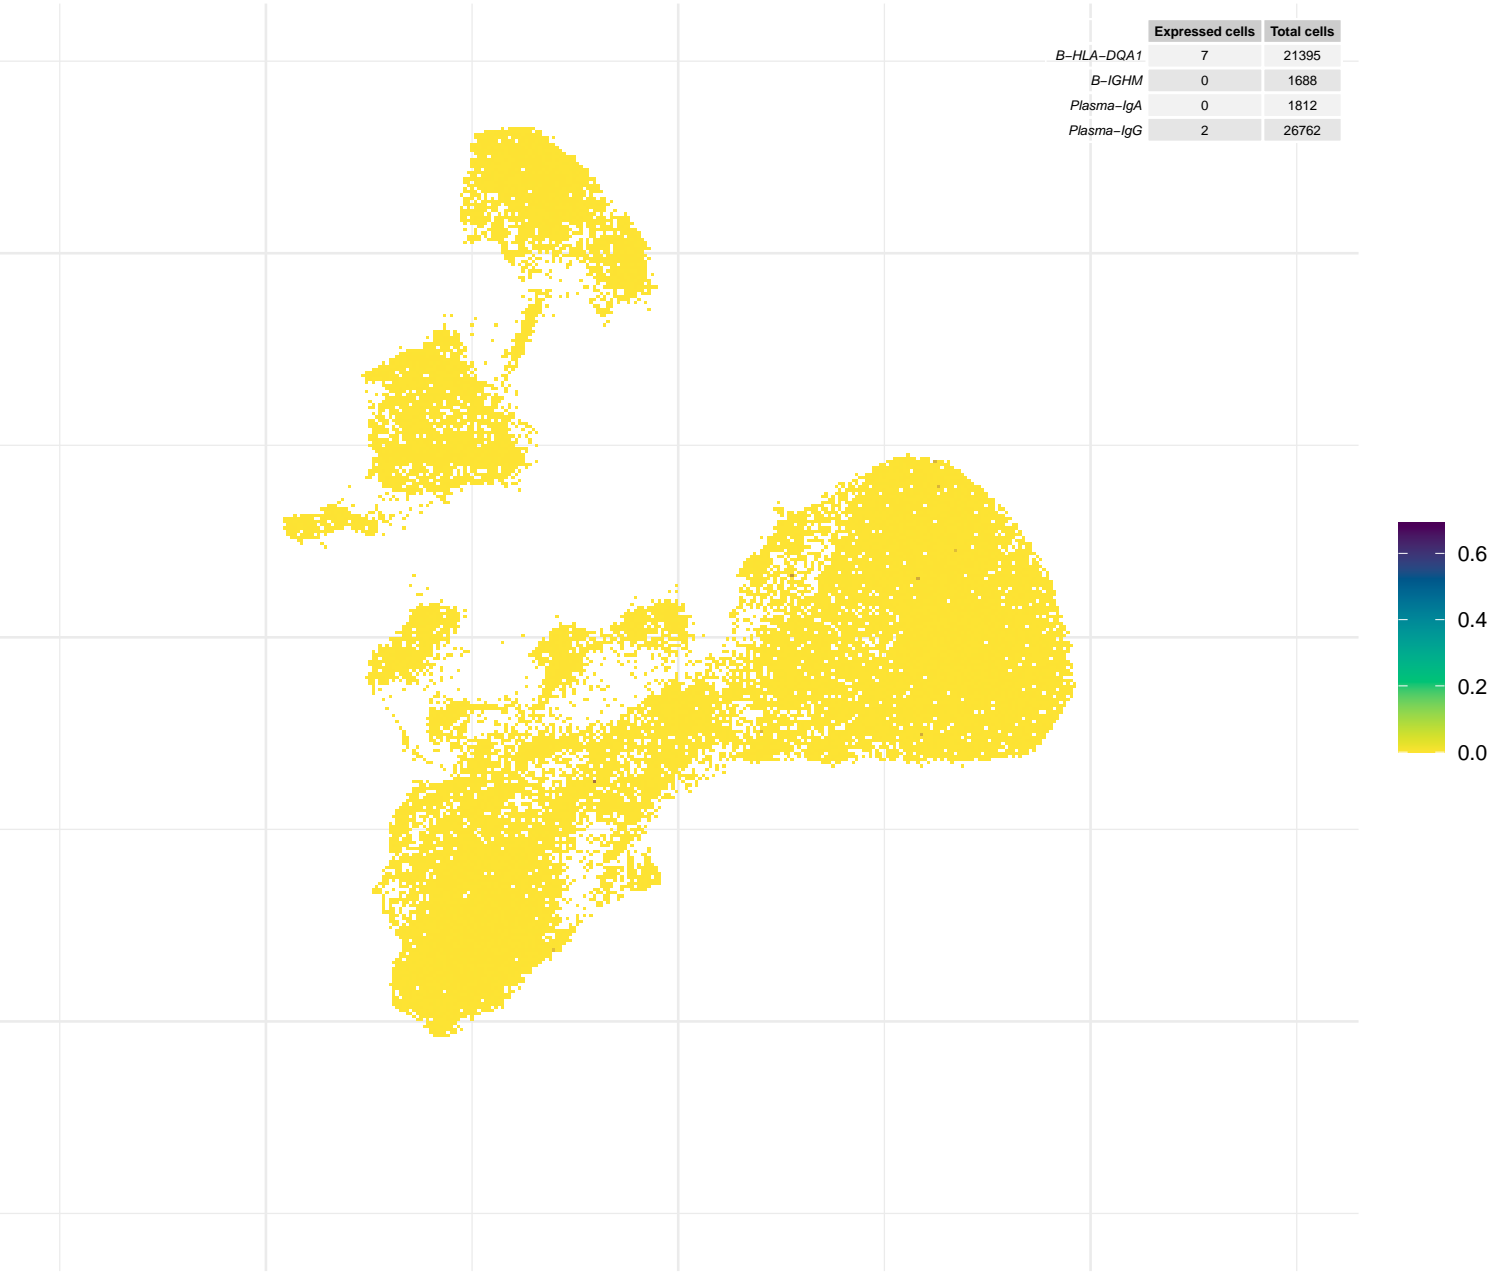 Expressed cells Total cells
B−HLA−DQA1 7 21395
B−IGHM 0 1688
Plasma−IgA 0 1812
Plasma−IgG 2 26762
0.6
0.4
0.2
0.0